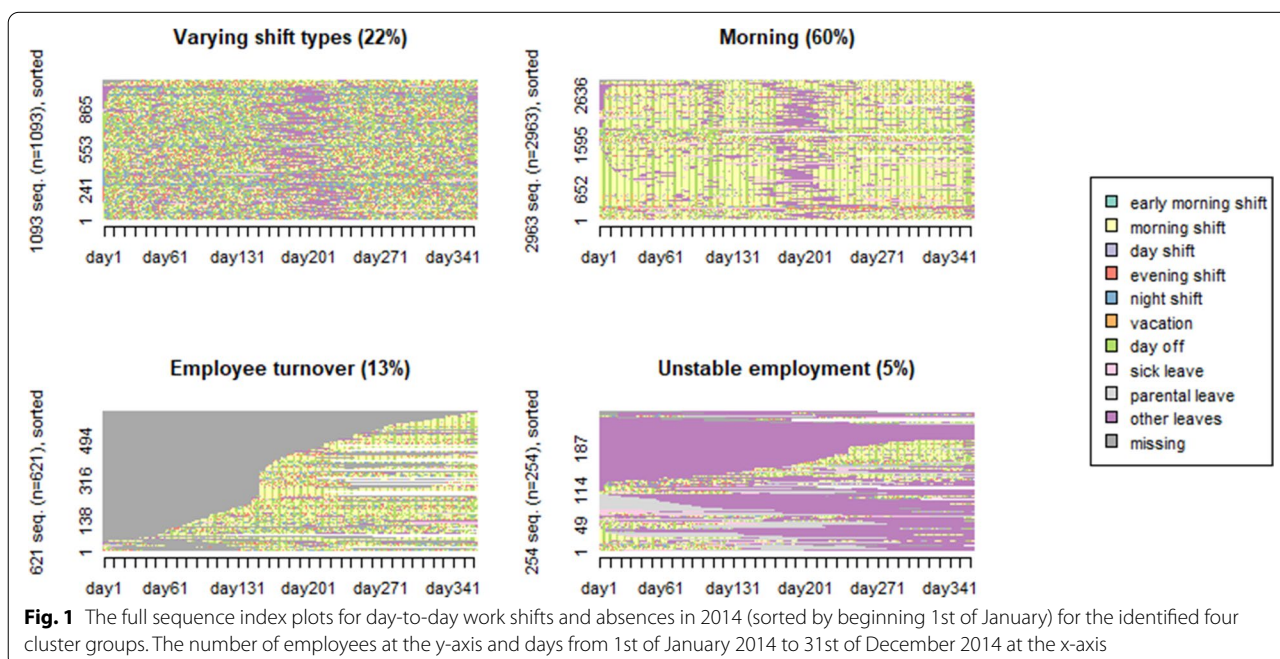 Varying shift types (22%)
1093 seq. (n=1093), sorted
865
553
241
1
day1 day61 day131 day201 day271 day341
Morning (60%)
2963 seq. (n=2963), sorted
2636
1595
652
1
day1 day61 day131 day201 day271 day341
Employee turnover (13%)
621 seq. (n=621), sorted
494
316
138
1
day1 day61 day131 day201 day271 day341
Unstable employment (5%)
254 seq. (n=254), sorted
187
114
49
1
day1 day61 day131 day201 day271 day341
early morning shift
morning shift
day shift
evening shift
night shift
vacation
day off
sick leave
parental leave
other leaves
missing
Fig. 1 The full sequence index plots for day-to-day work shifts and absences in 2014 (sorted by beginning 1st of January) for the identified four
cluster groups. The number of employees at the y-axis and days from 1st of January 2014 to 31st of December 2014 at the x-axis